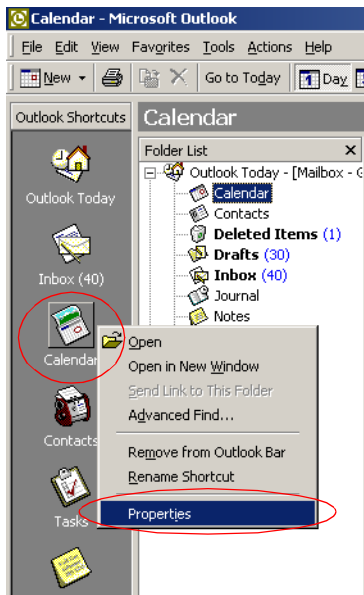 Calendar - Microsoft Outlook
File Edit View Favorites Tools Actions Help
New Go to Today 1 Day
Outlook Shortcuts
Calendar
Folder List
Outlook Today - [Mailbox - G
Calendar
Contacts
Deleted Items (1)
Drafts (30)
Inbox (40)
Journal
Notes
Outlook Today
Inbox (40)
Calendar
Contacts
Tasks
Open
Open in New Window
Send Link to This Folder
Advanced Find...
Remove from Outlook Bar
Rename Shortcut
Properties